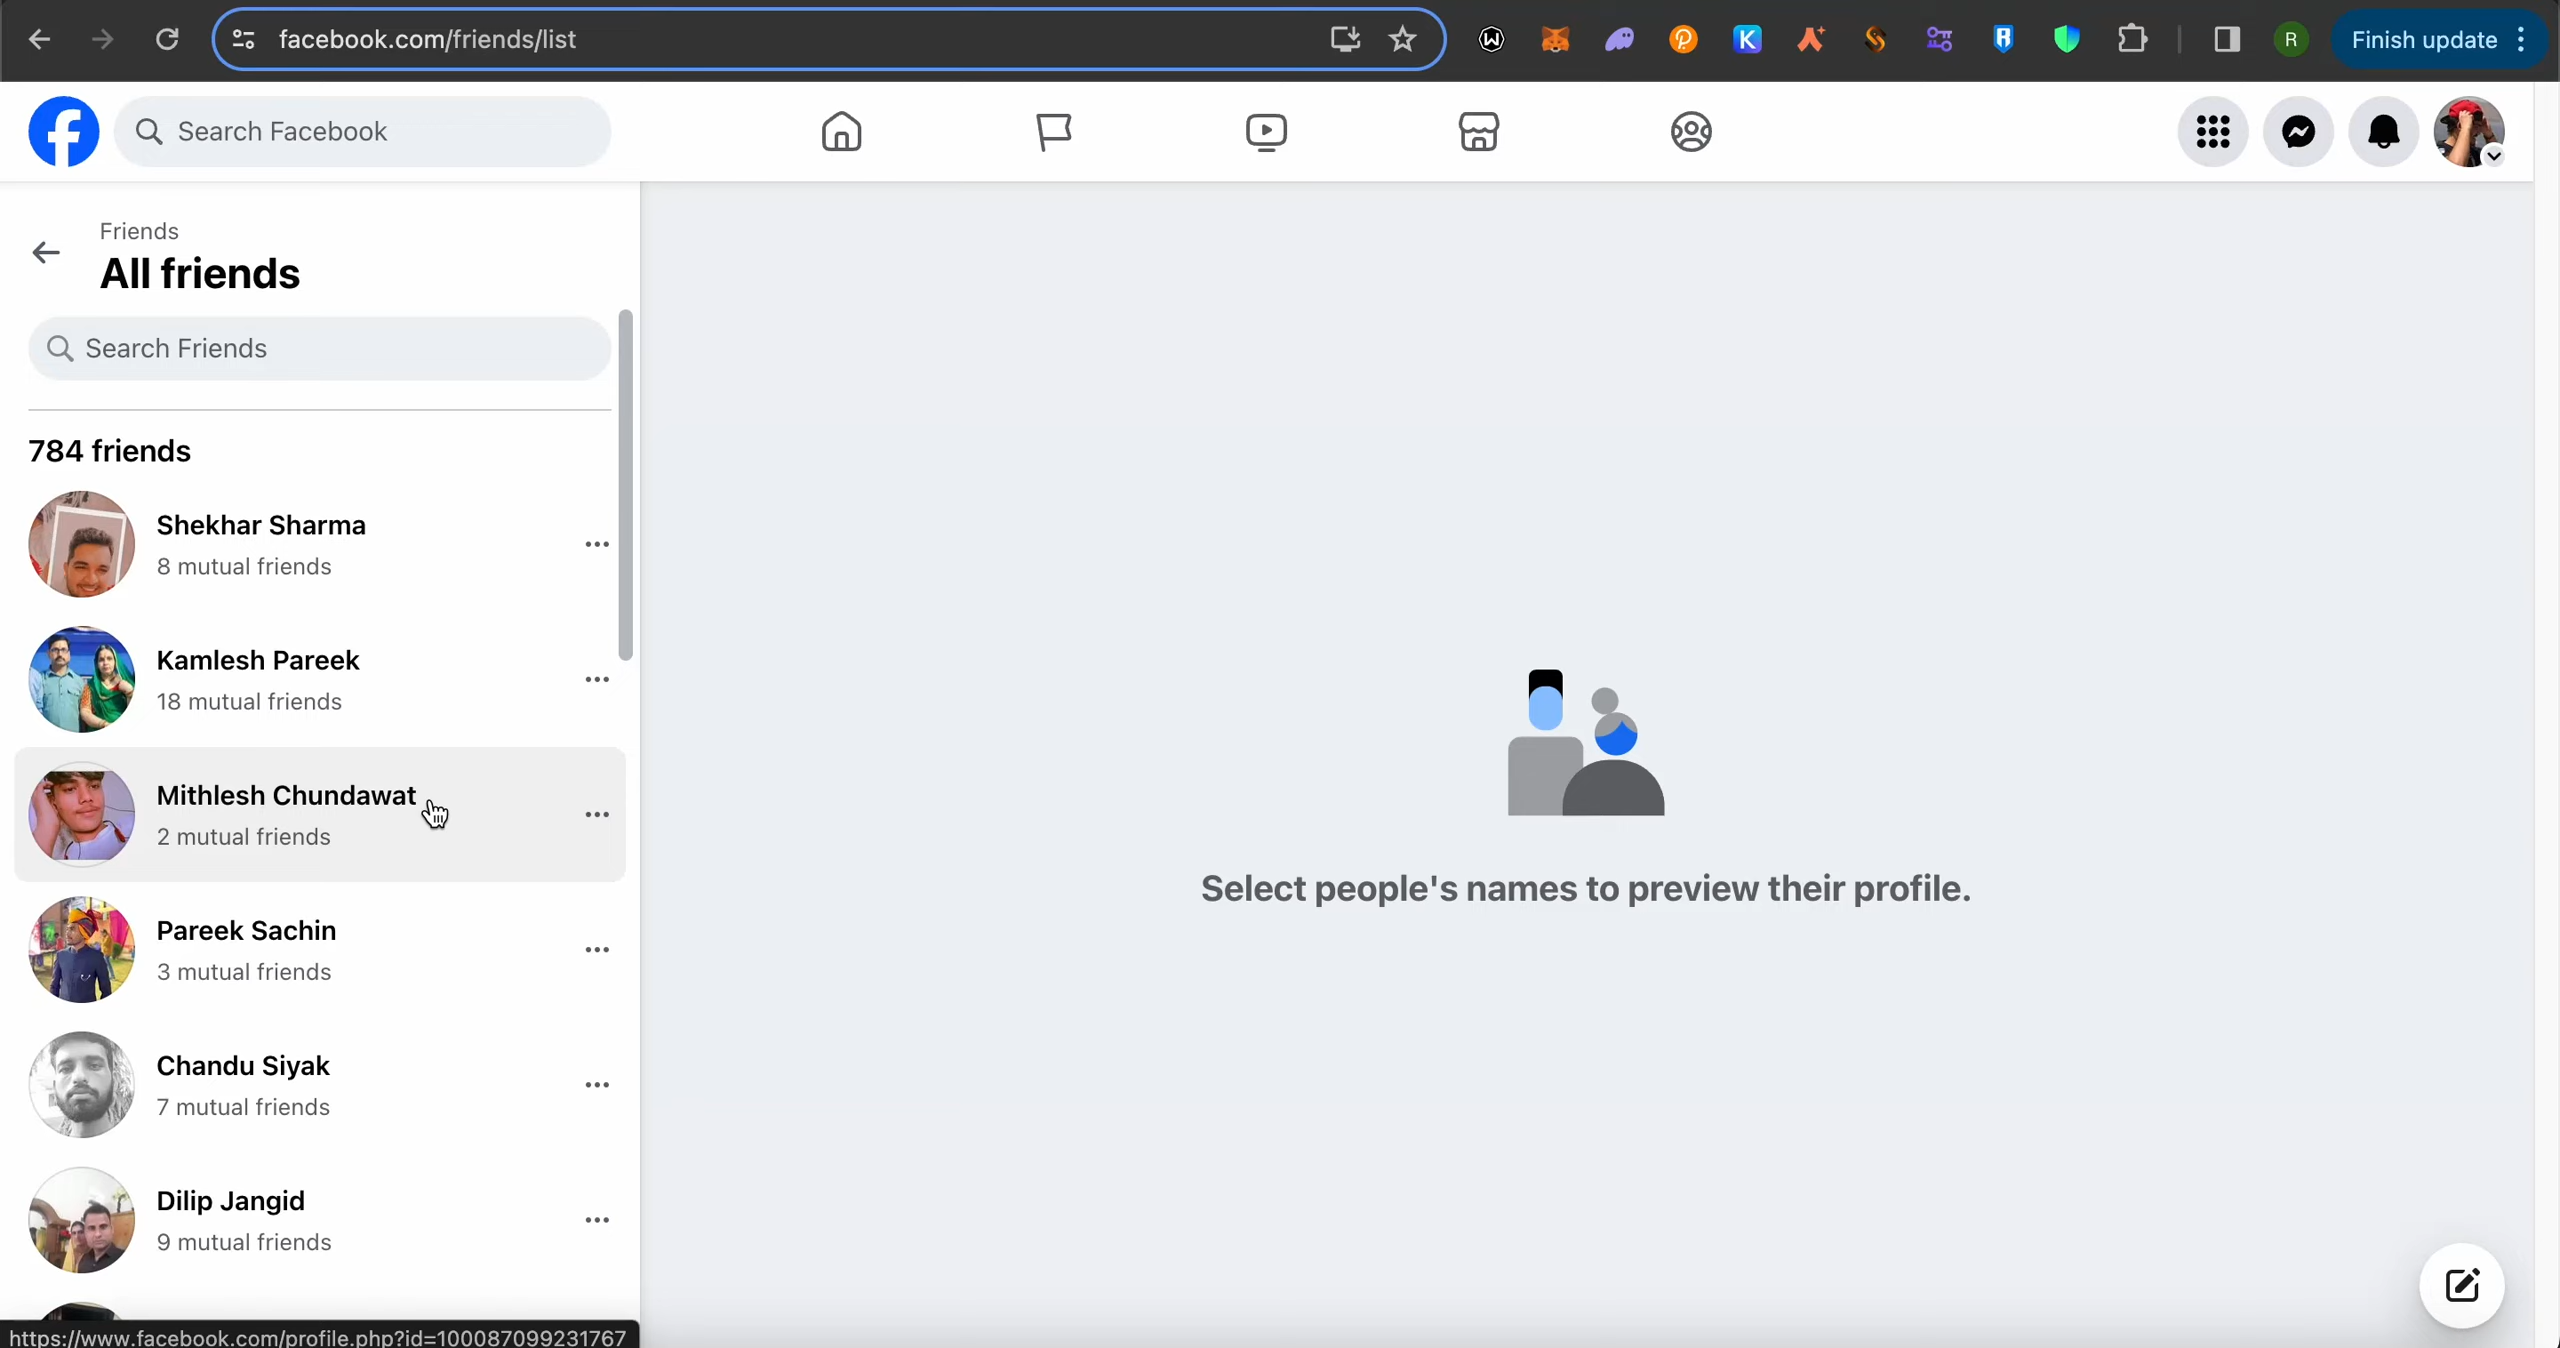 facebook.com/friends/list
Finish update
R
Search Facebook
Friends
All friends
Search Friends
784 friends
Shekhar Sharma
8 mutual friends
Kamlesh Pareek
18 mutual friends
Mithlesh Chundawat
2 mutual friends
Pareek Sachin
3 mutual friends
Chandu Siyak
7 mutual friends
Dilip Jangid
9 mutual friends
Select people's names to preview their profile.
https://www.facebook.com/profile.php?id=100087099231767